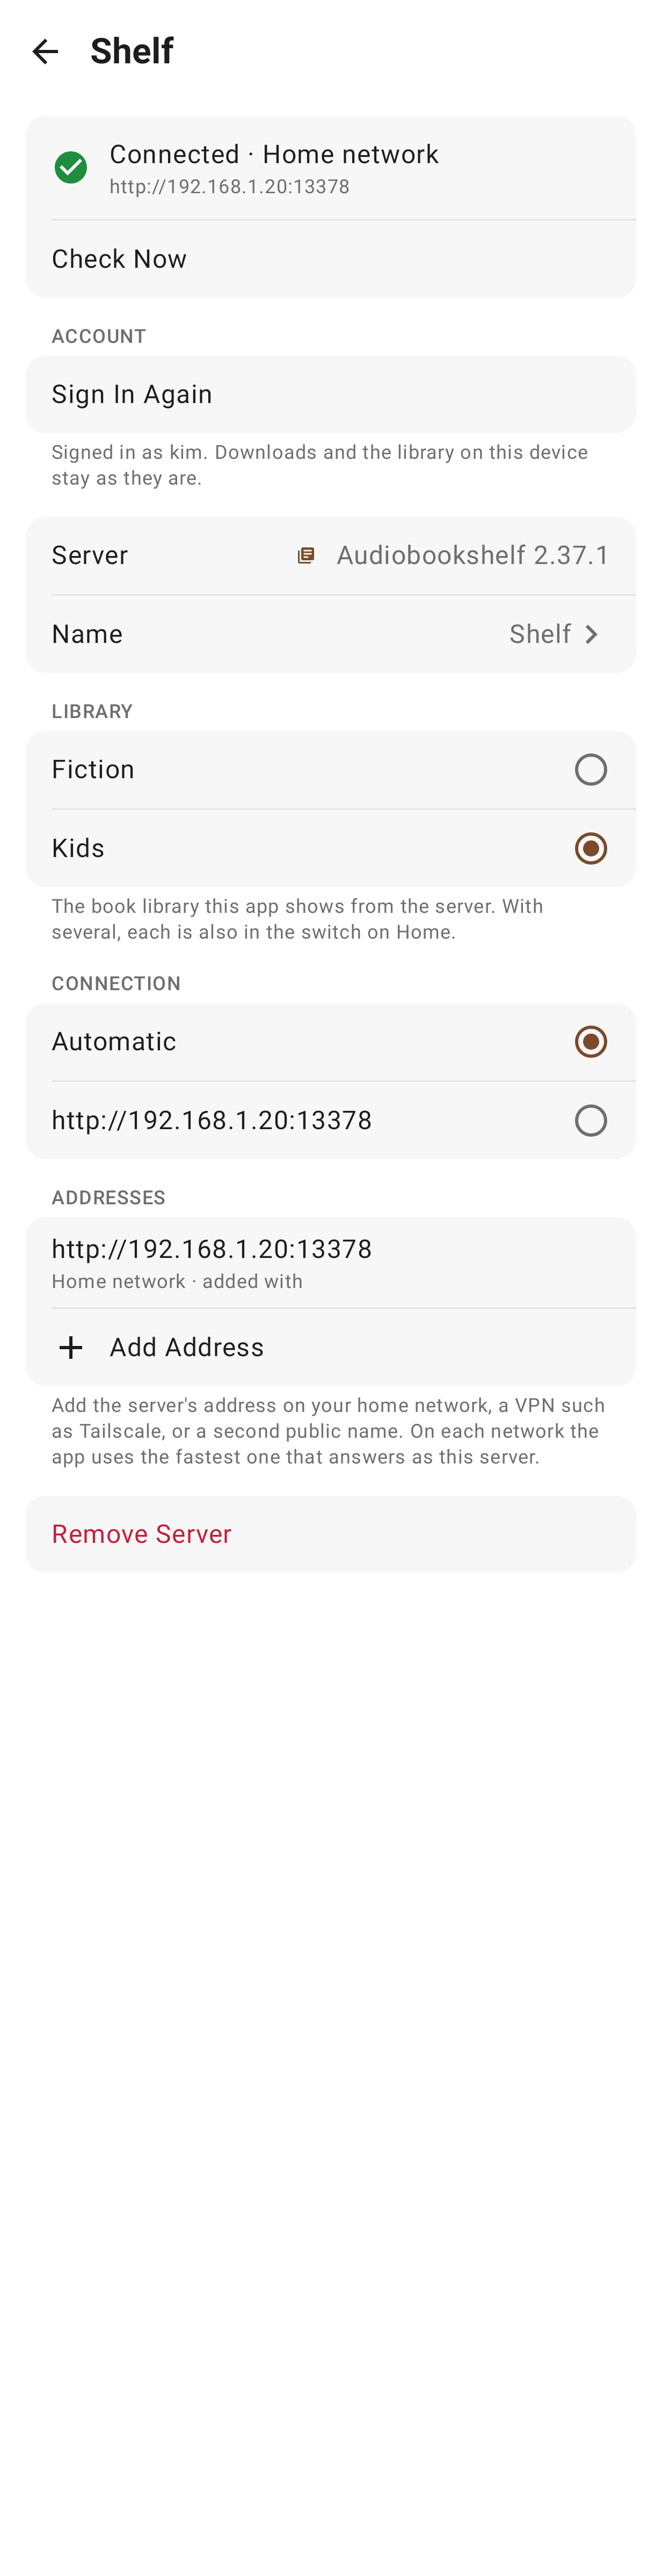 Shelf
Connected · Home network
http://192.168.1.20:13378
Check Now
ACCOUNT
Sign In Again
Signed in as kim. Downloads and the library on this device
stay as they are.
Server Audiobookshelf 2.37.1
Name Shelf
LIBRARY
Fiction
Kids
The book library this app shows from the server. With
several, each is also in the switch on Home.
CONNECTION
Automatic
http://192.168.1.20:13378
ADDRESSES
http://192.168.1.20:13378
Home network · added with
Add Address
Add the server's address on your home network, a VPN such
as Tailscale, or a second public name. On each network the
app uses the fastest one that answers as this server.
Remove Server